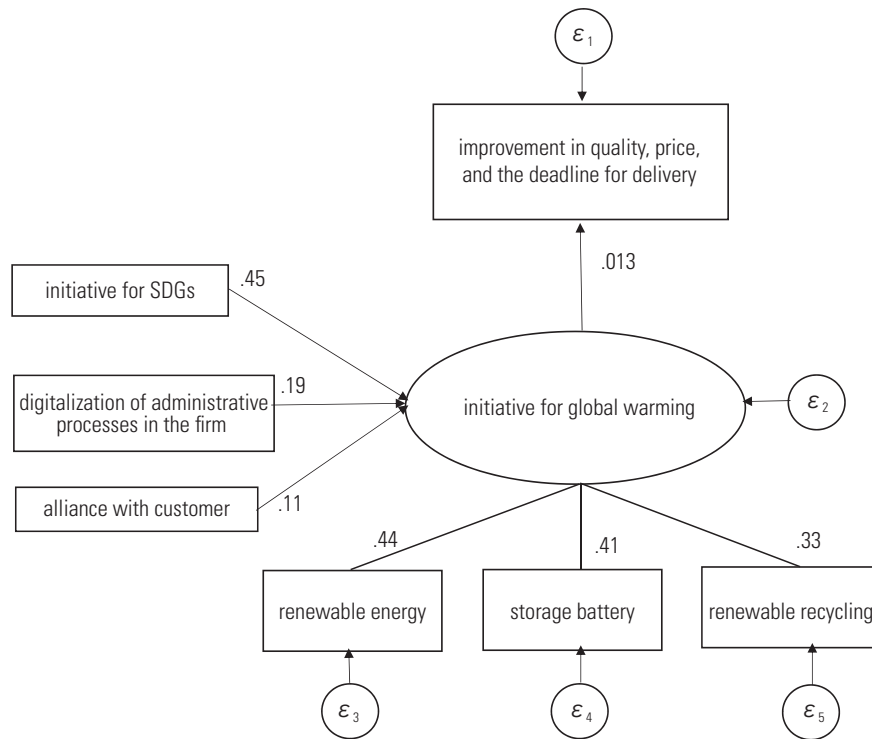 ε1
improvement in quality, price,
and the deadline for delivery
.013
initiative for SDGs
.45
digitalization of administrative
processes in the firm
.19
initiative for global warming
ε2
alliance with customer
.11
.44
.41
.33
renewable energy
storage battery
renewable recycling
ε3
ε4
ε5